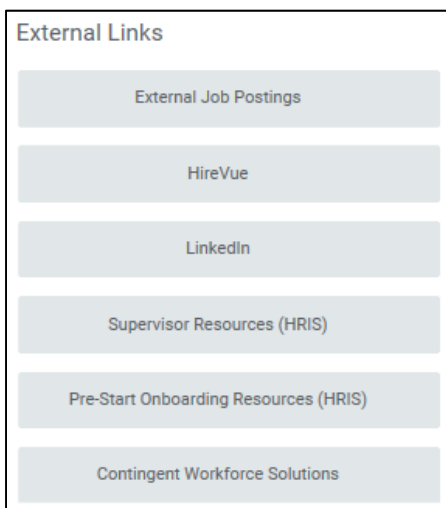 External Links
External Job Postings
HireVue
LinkedIn
Supervisor Resources (HRIS)
Pre-Start Onboarding Resources (HRIS)
Contingent Workforce Solutions